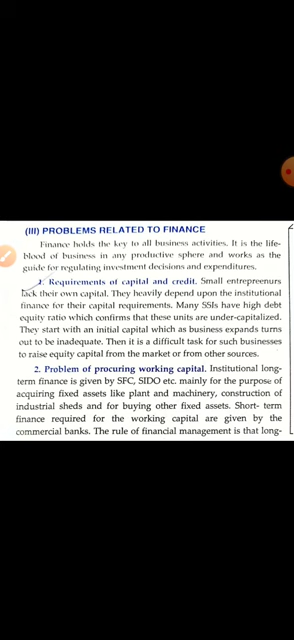 (III) PROBLEMS RELATED TO FINANCE
Finance holds the key to all business activities. It is the life-
blood of business in any productive sphere and works as the
guide for regulating investment decisions and expenditures.
1. Requirements of capital and credit. Small entrepreenurs
lack their own capital. They heavily depend upon the institutional
finance for their capital requirements. Many SSIs have high debt
equity ratio which confirms that these units are under-capitalized.
They start with an initial capital which as business expands turns
out to be inadequate. Then it is a difficult task for such businesses
to raise equity capital from the market or from other sources.
2. Problem of procuring working capital. Institutional long-
term finance is given by SFC, SIDO etc. mainly for the purpose of
acquiring fixed assets like plant and machinery, construction of
industrial sheds and for buying other fixed assets. Short- term
finance required for the working capital are given by the
commercial banks. The rule of financial management is that long-